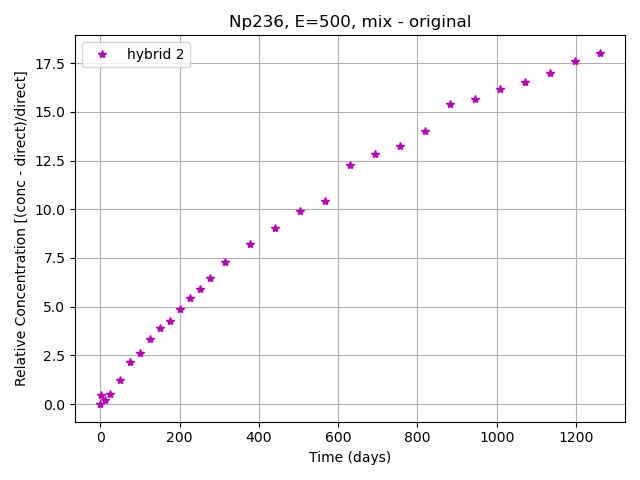 Np236, E=500, mix - original
hybrid 2
Relative Concentration [(conc - direct)/direct]
17.5
15.0
12.5
10.0
7.5
5.0
2.5
0.0
0 200 400 600 800 1000 1200
Time (days)